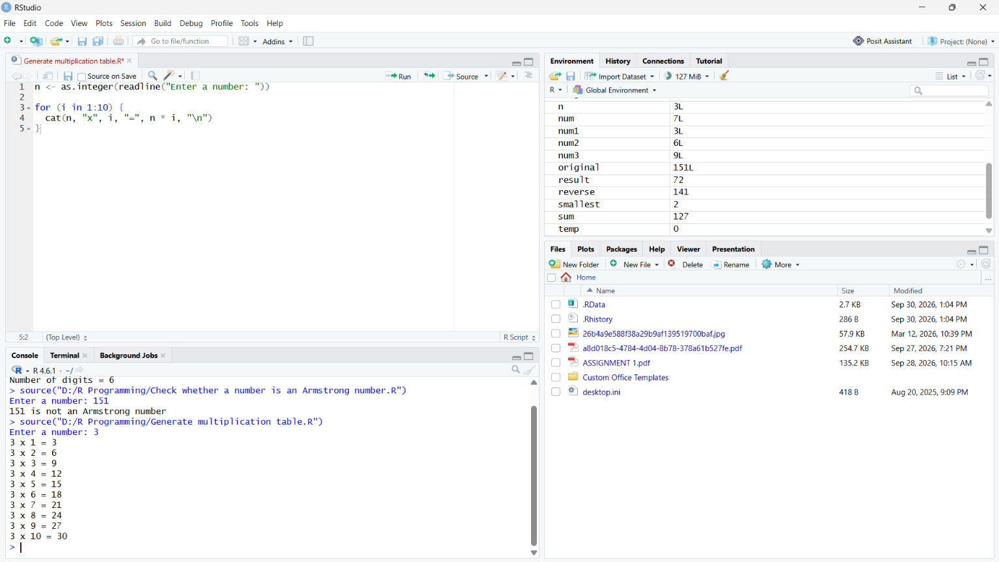 RStudio
File Edit Code View Plots Session Build Debug Profile Tools Help
Go to file/function Addins Posit Assistant Project: (None)
Generate multiplication table.R*
Source on Save Run Source
1 n <- as.integer(readline("Enter a number: "))
2
3 for (i in 1:10) {
4 cat(n, "x", i, "=", n * i, "\n")
5 }
5:2 (Top Level) R Script
Console Terminal Background Jobs
R 4.6.1 · ~/
Number of digits = 6
> source("D:/R Programming/Check whether a number is an Armstrong number.R")
Enter a number: 151
151 is not an Armstrong number
> source("D:/R Programming/Generate multiplication table.R")
Enter a number: 3
3 x 1 = 3
3 x 2 = 6
3 x 3 = 9
3 x 4 = 12
3 x 5 = 15
3 x 6 = 18
3 x 7 = 21
3 x 8 = 24
3 x 9 = 27
3 x 10 = 30
>
Environment History Connections Tutorial
Import Dataset 127 MiB List
R Global Environment
n 3L
num 7L
num1 3L
num2 6L
num3 9L
original 151L
result 72
reverse 141
smallest 2
sum 127
temp 0
Files Plots Packages Help Viewer Presentation
New Folder New File Delete Rename More
Home ...
Name Size Modified
.RData 2.7 KB Sep 30, 2026, 1:04 PM
.Rhistory 286 B Sep 30, 2026, 1:04 PM
26b4a9e588f38a29b9af139519700baf.jpg 57.9 KB Mar 12, 2026, 10:39 PM
a8d018c5-4784-4d04-8b78-378a61b527fe.pdf 254.7 KB Sep 27, 2026, 7:21 PM
ASSIGNMENT 1.pdf 135.2 KB Sep 28, 2026, 10:15 AM
Custom Office Templates
desktop.ini 418 B Aug 20, 2025, 9:09 PM